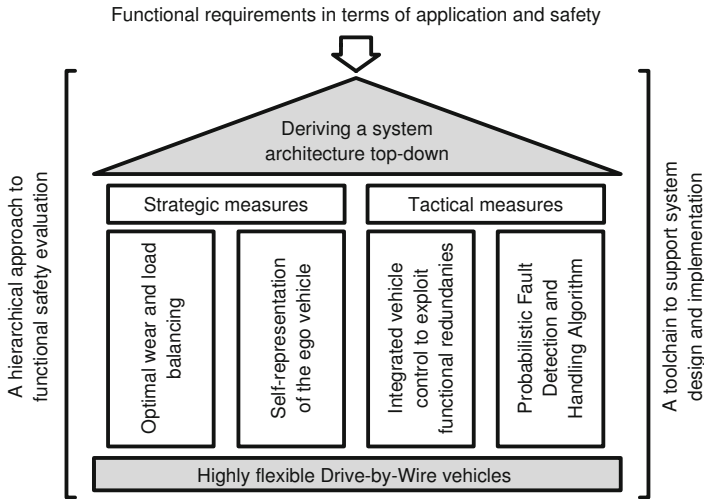 Functional requirements in terms of application and safety
Deriving a system
architecture top-down
Strategic measures
Tactical measures
A hierarchical approach to
functional safety evaluation
Optimal wear and load
balancing
Self-representation
of the ego vehicle
Integrated vehicle
control to exploit
functional redundanies
Probabilistic Fault
Detection and
Handling Algorithm
A toolchain to support system
design and implementation
Highly flexible Drive-by-Wire vehicles